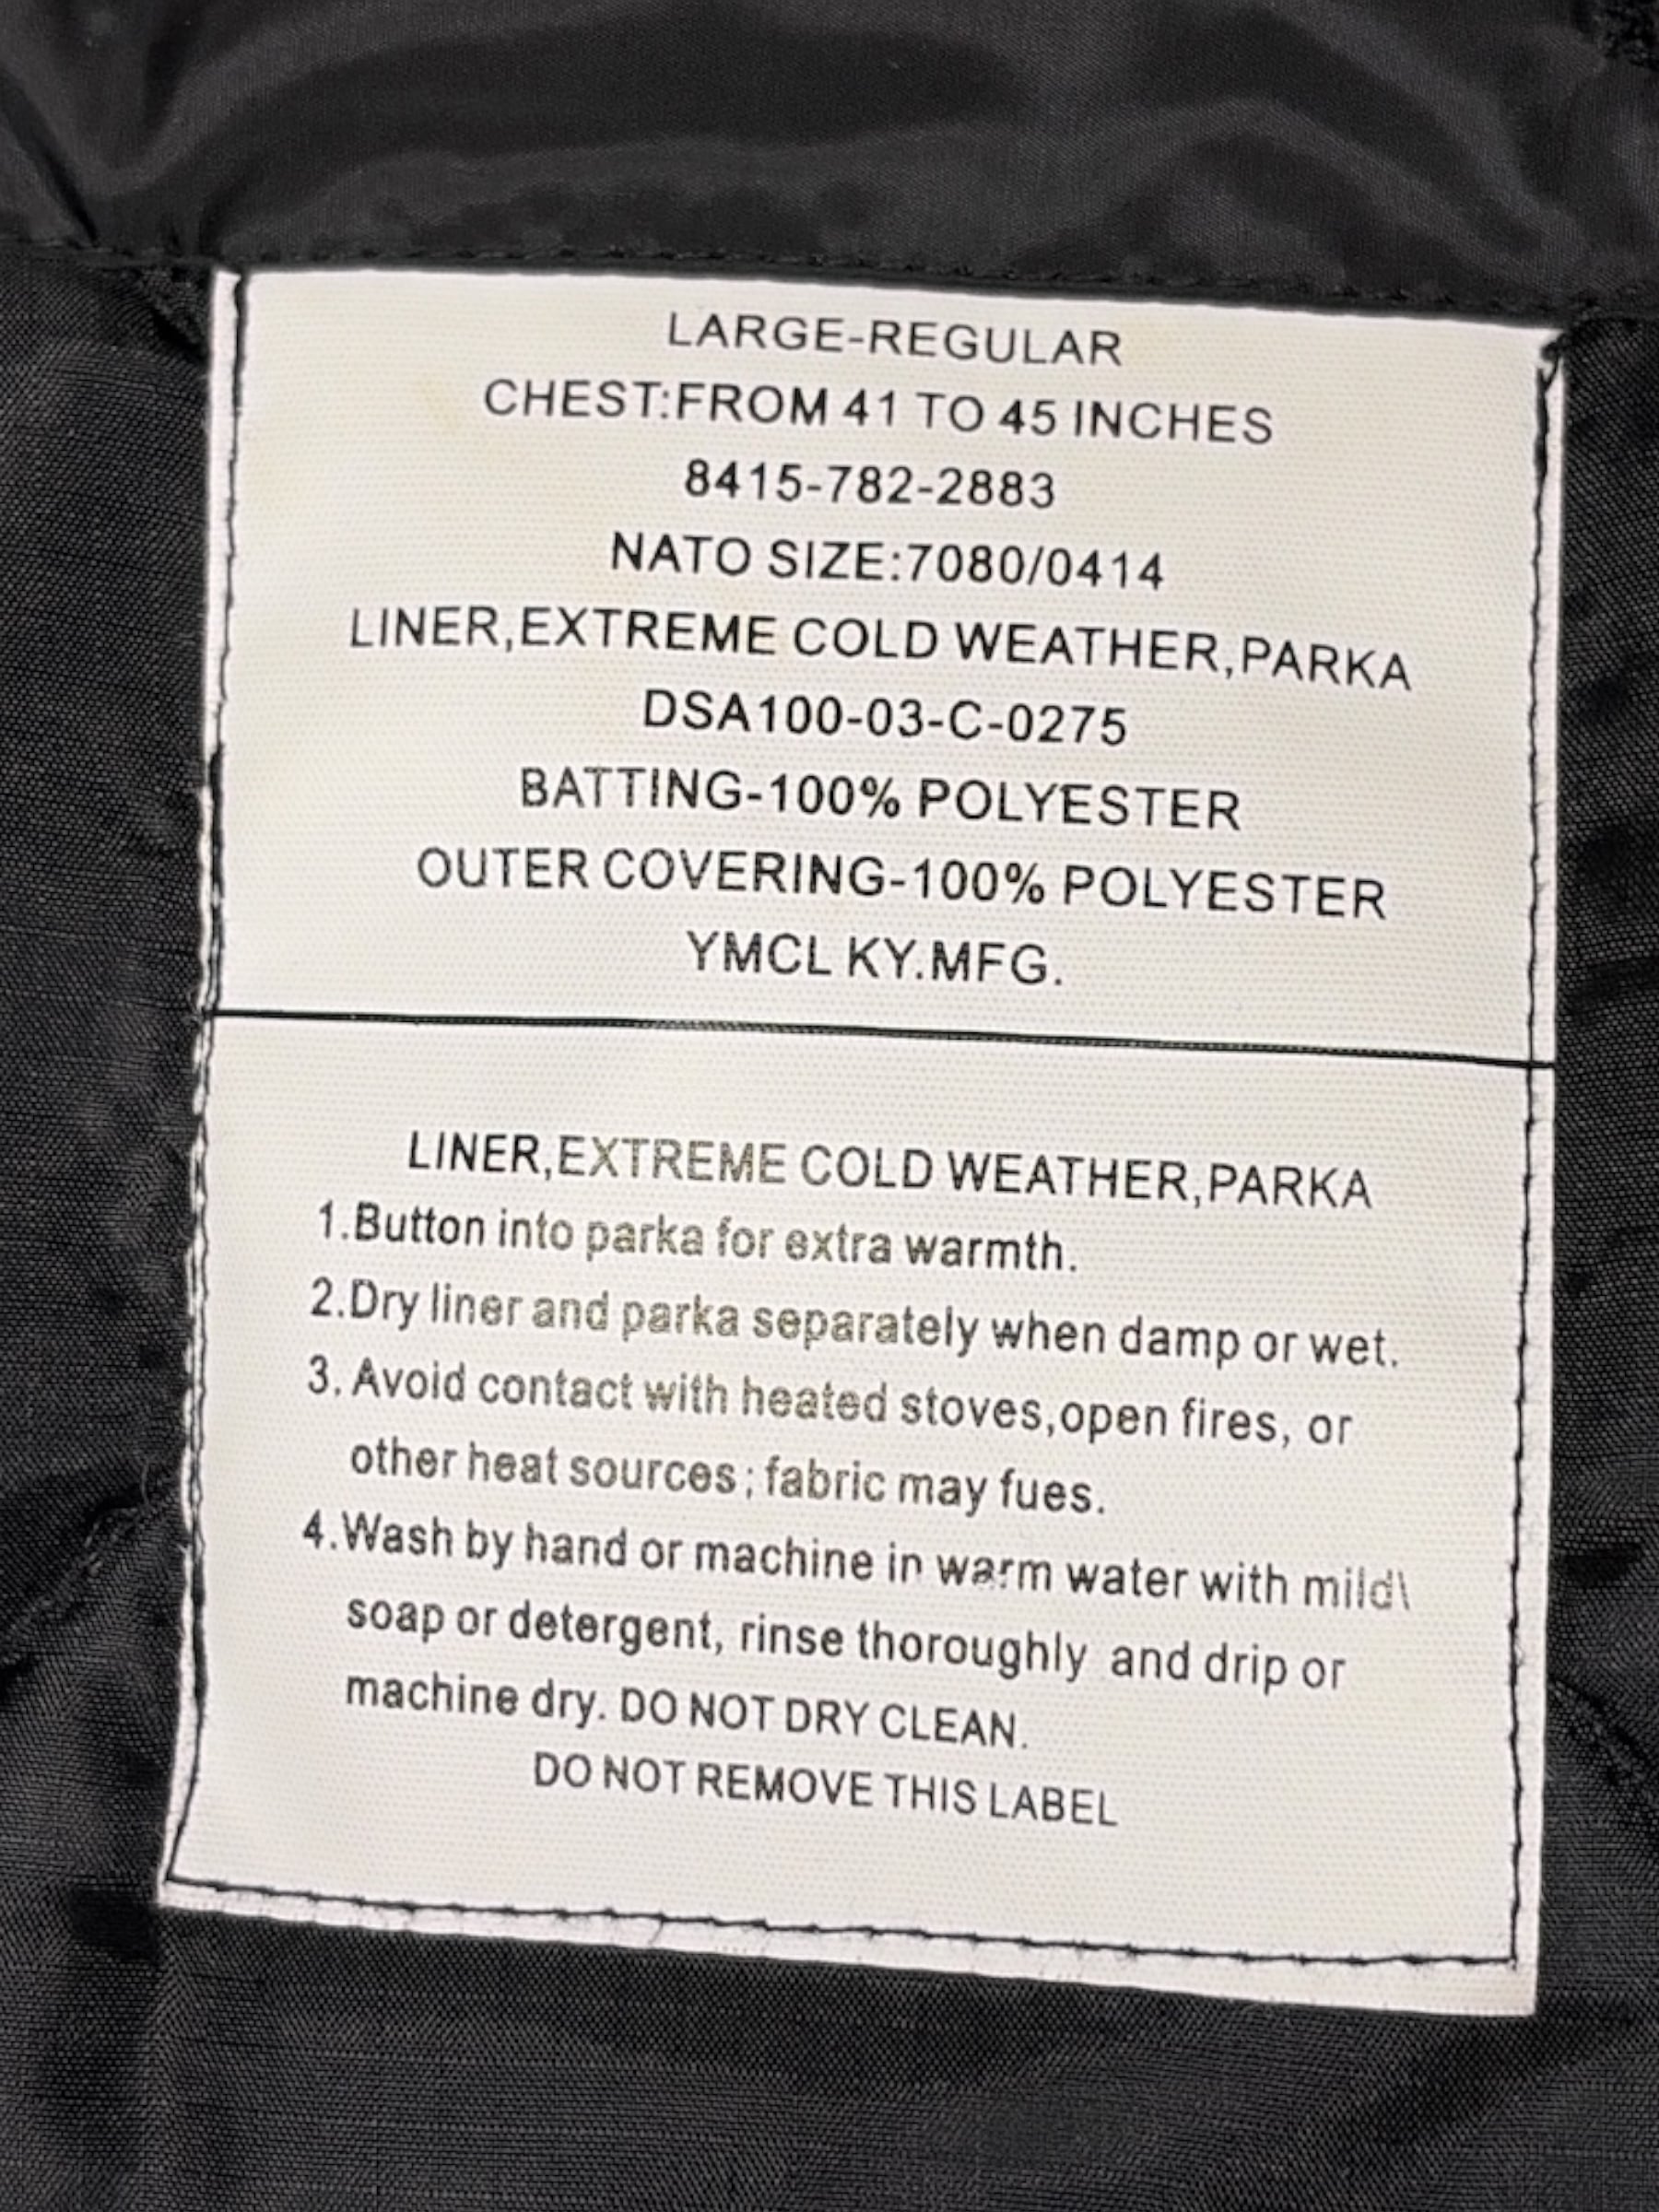 LARGE-REGULAR
CHEST:FROM 41 TO 45 INCHES
8415-782-2883
NATO SIZE:7080/0414
LINER,EXTREME COLD WEATHER,PARKA
DSA100-03-C-0275
BATTING-100% POLYESTER
OUTER COVERING-100% POLYESTER
YMCL KY.MFG.
LINER,EXTREME COLD WEATHER,PARKA
1.Button into parka for extra warmth.
2.Dry liner and parka separately when damp or wet.
3. Avoid contact with heated stoves,open fires, or
other heat sources; fabric may fues.
4.Wash by hand or machine in warm water with mild\
soap or detergent, rinse thoroughly and drip or
machine dry. DO NOT DRY CLEAN.
DO NOT REMOVE THIS LABEL